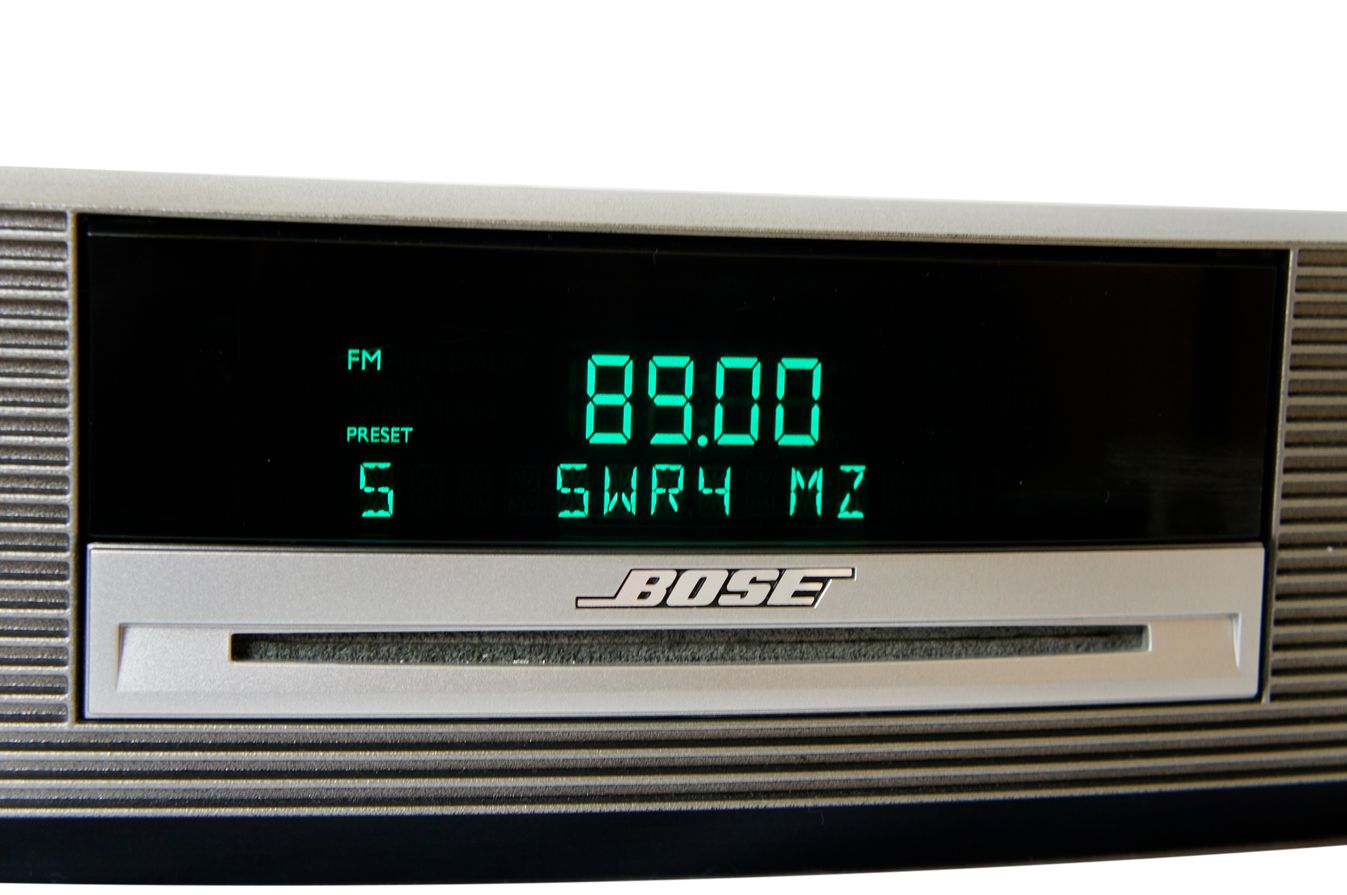 FM
89.00
PRESET
5 SWR4 MZ
BOSE